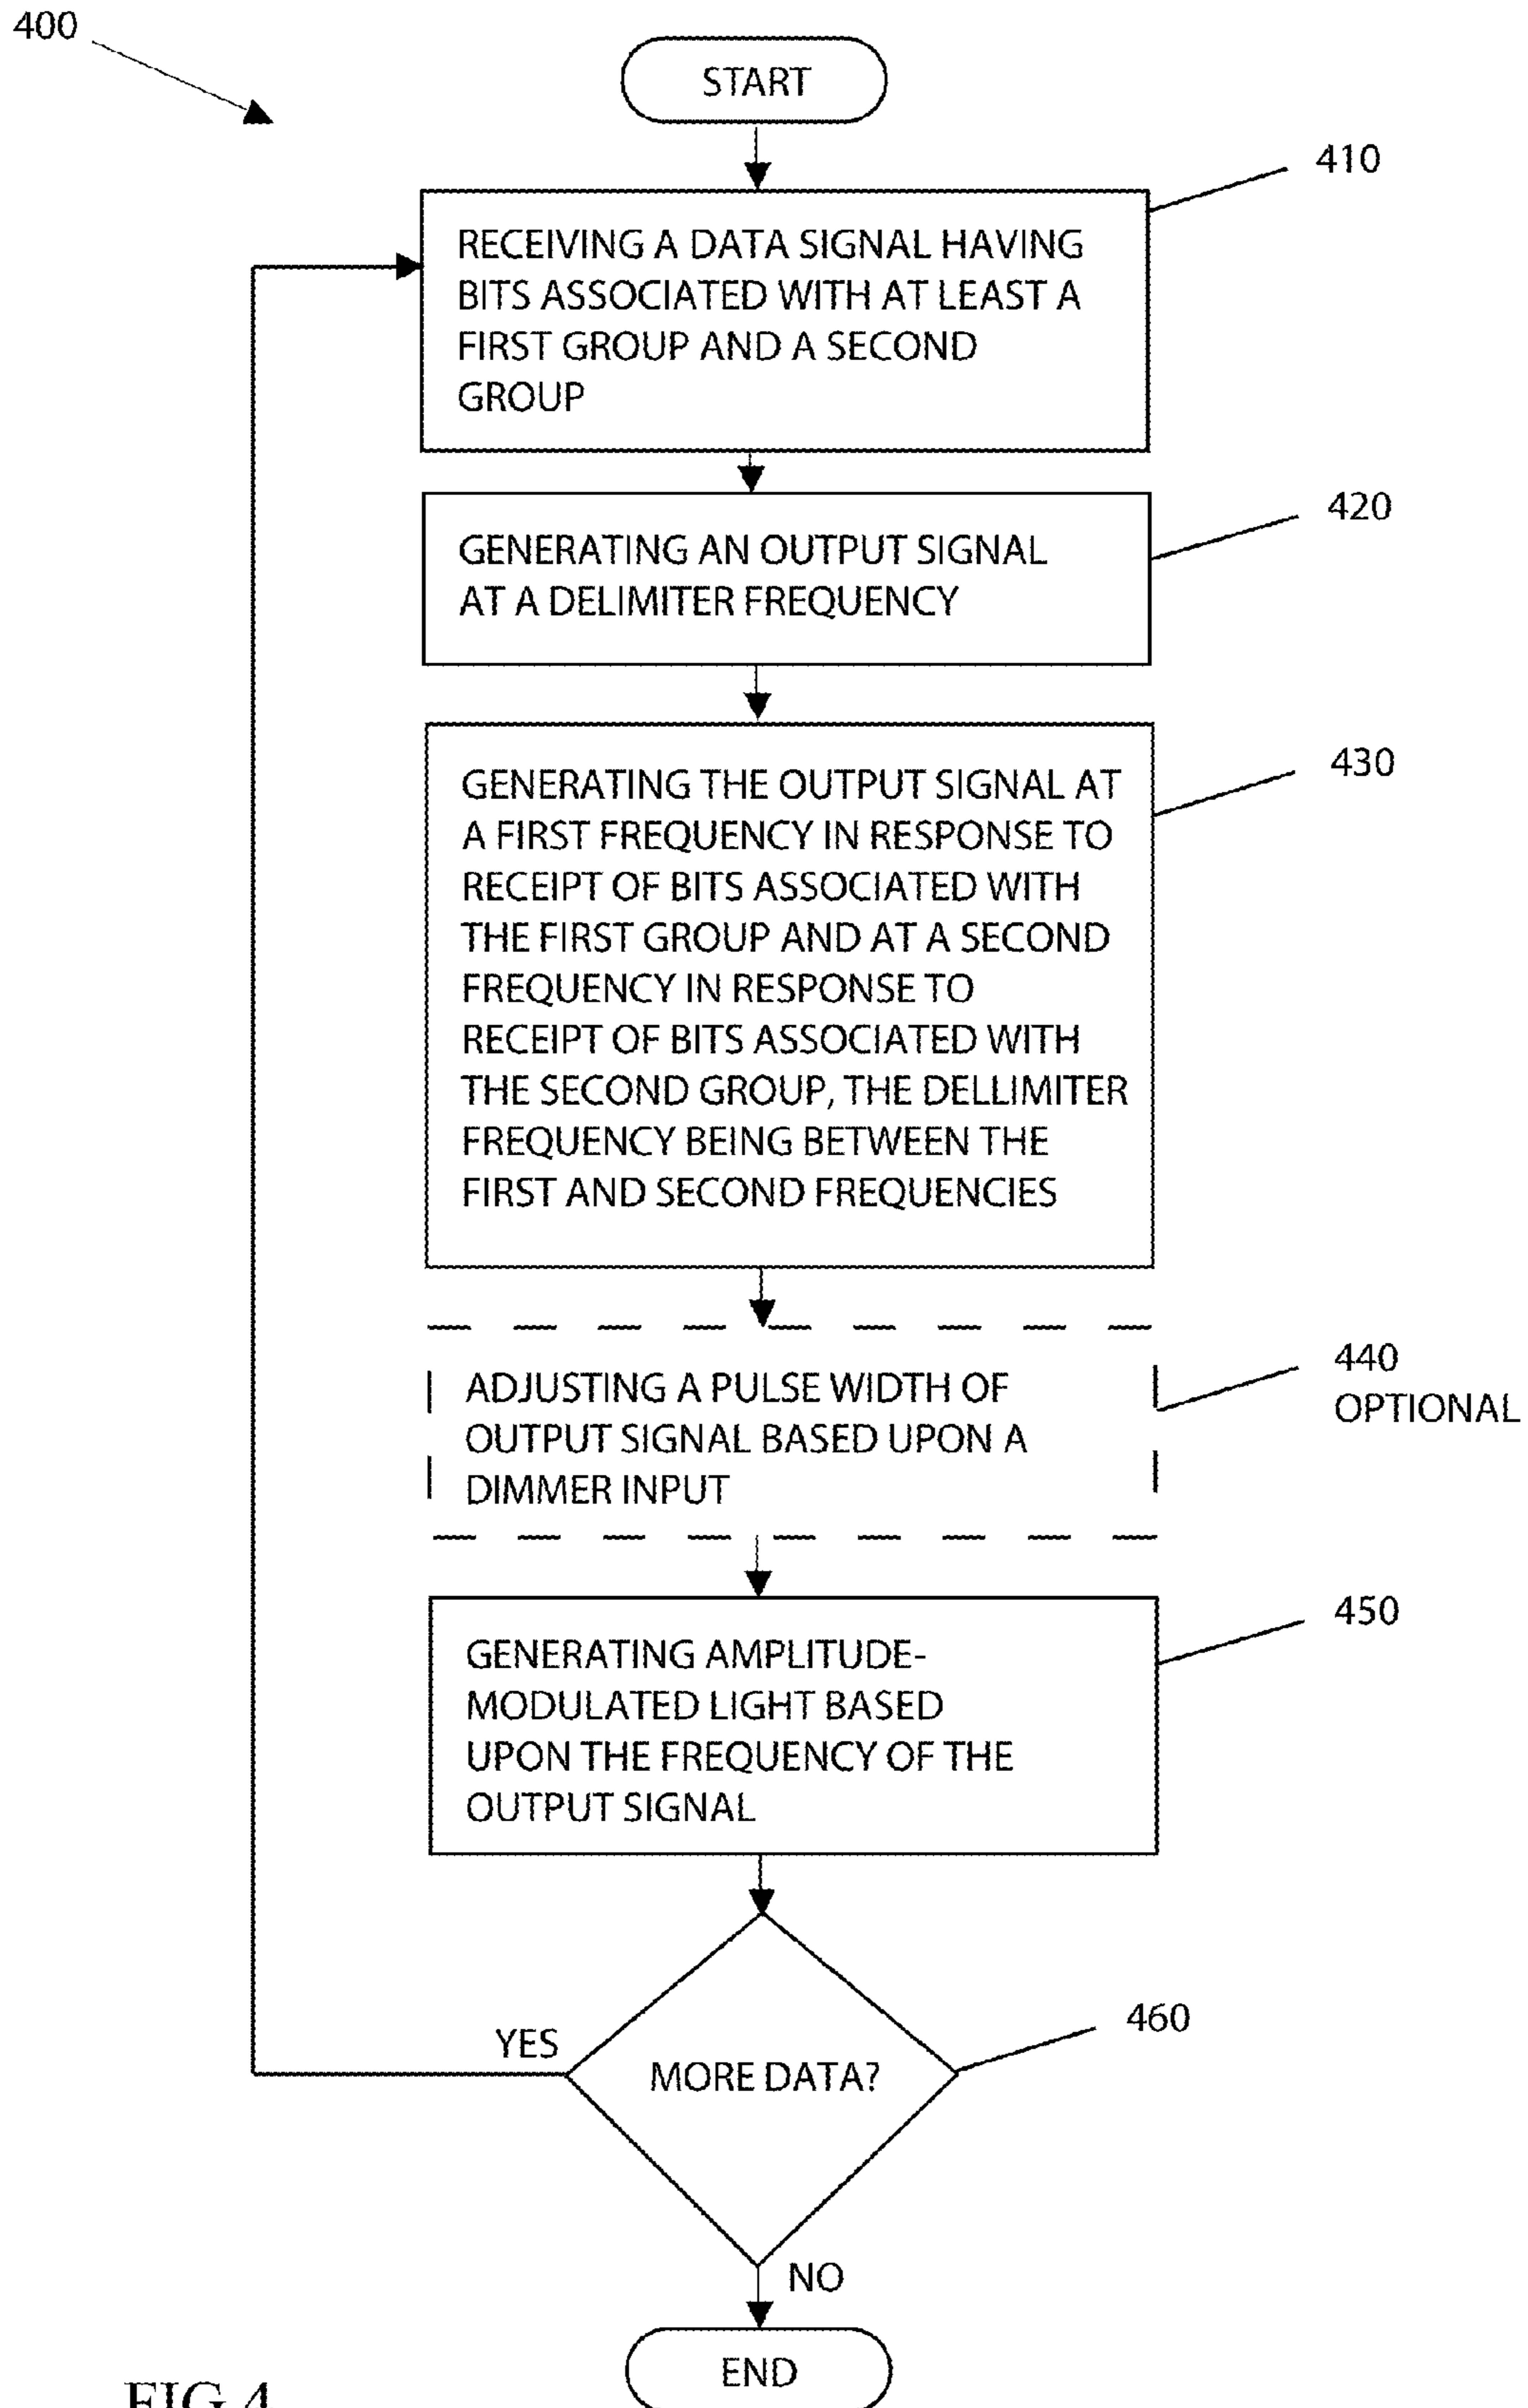 400
START
410
RECEIVING A DATA SIGNAL HAVING
BITS ASSOCIATED WITH AT LEAST A
FIRST GROUP AND A SECOND
GROUP
420
GENERATING AN OUTPUT SIGNAL
AT A DELIMITER FREQUENCY
430
GENERATING THE OUTPUT SIGNAL AT
A FIRST FREQUENCY IN RESPONSE TO
RECEIPT OF BITS ASSOCIATED WITH
THE FIRST GROUP AND AT A SECOND
FREQUENCY IN RESPONSE TO
RECEIPT OF BITS ASSOCIATED WITH
THE SECOND GROUP, THE DELLIMITER
FREQUENCY BEING BETWEEN THE
FIRST AND SECOND FREQUENCIES
440
OPTIONAL
ADJUSTING A PULSE WIDTH OF
OUTPUT SIGNAL BASED UPON A
DIMMER INPUT
450
GENERATING AMPLITUDE-
MODULATED LIGHT BASED
UPON THE FREQUENCY OF THE
OUTPUT SIGNAL
460
YES
MORE DATA?
NO
END
FIG 4